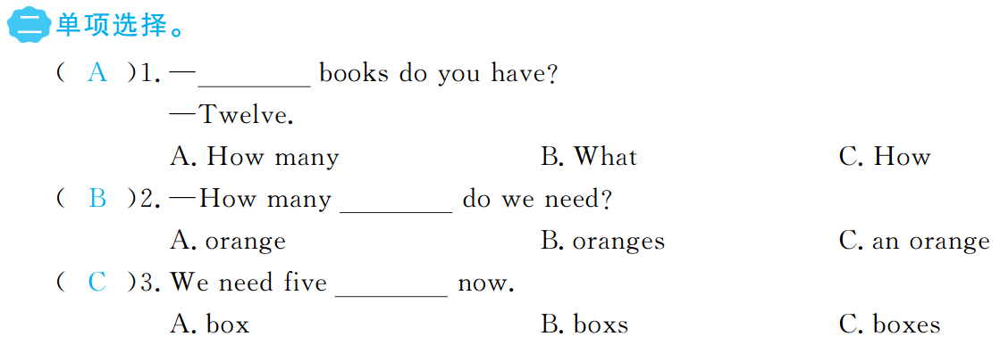 二 单项选择。
( A )1. —________ books do you have?
—Twelve.
A. How many B. What C. How
( B )2. —How many ________ do we need?
A. orange B. oranges C. an orange
( C )3. We need five ________ now.
A. box B. boxs C. boxes